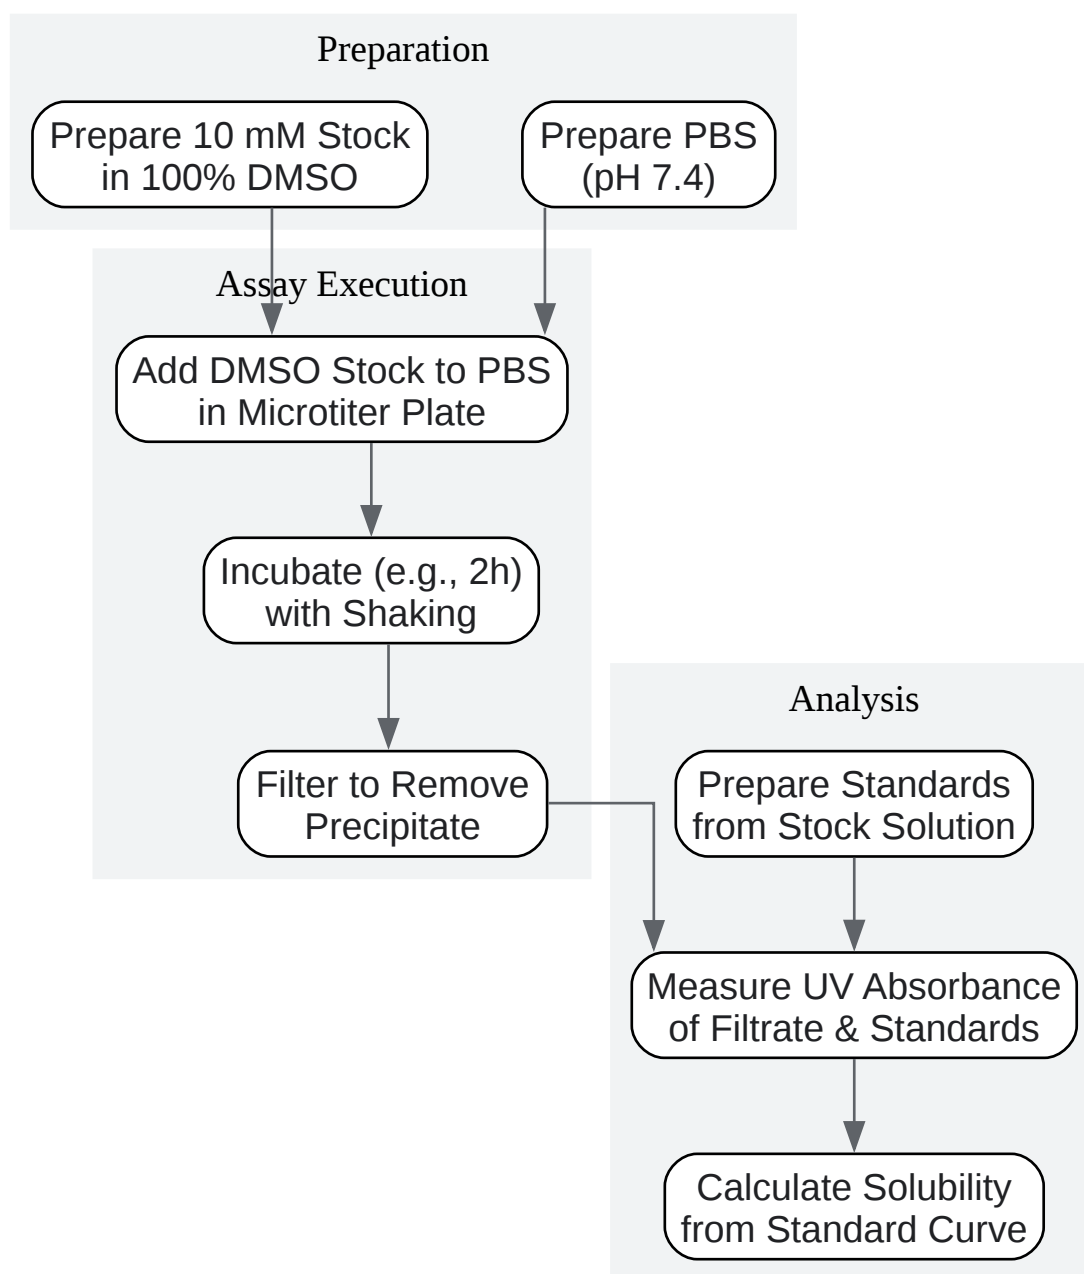 Preparation
Prepare 10 mM Stock
in 100% DMSO
Prepare PBS
(pH 7.4)
Assay Execution
Add DMSO Stock to PBS
in Microtiter Plate
Incubate (e.g., 2h)
with Shaking
Filter to Remove
Precipitate
Analysis
Prepare Standards
from Stock Solution
Measure UV Absorbance
of Filtrate & Standards
Calculate Solubility
from Standard Curve